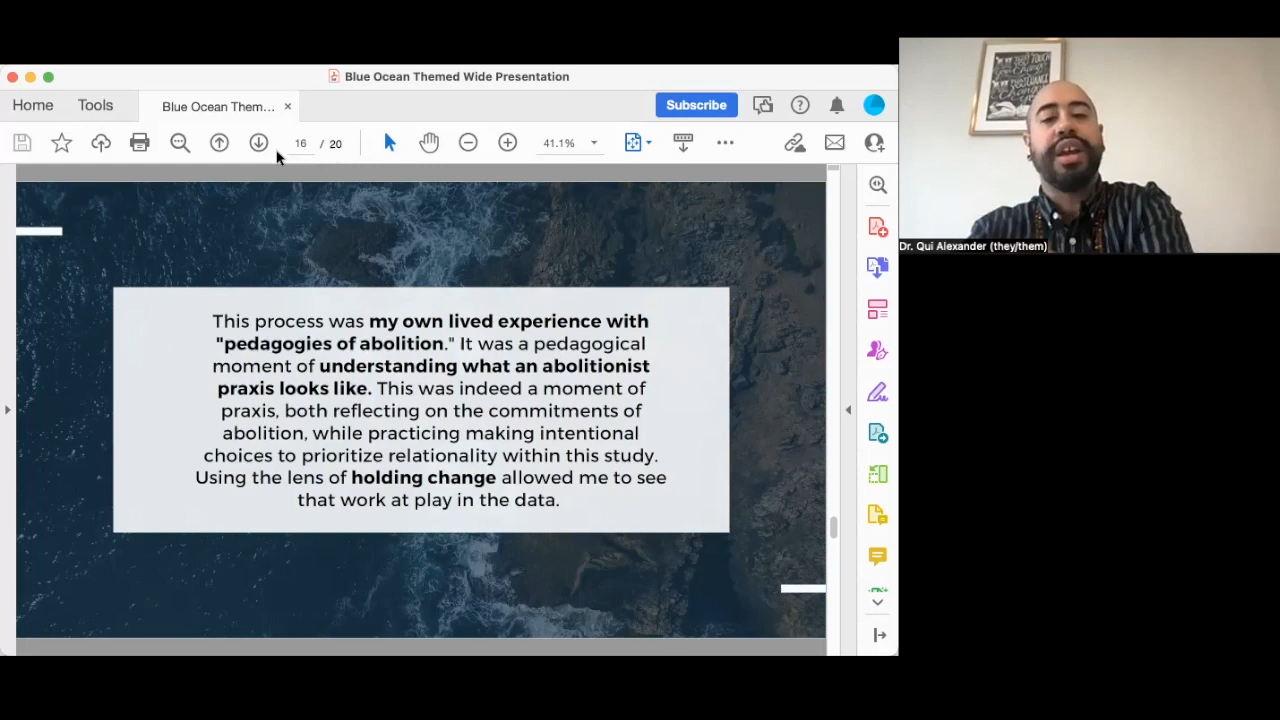 Blue Ocean Themed Wide Presentation
Home Tools Blue Ocean Them... × Subscribe
16 / 20 41.1%
This process was my own lived experience with
"pedagogies of abolition." It was a pedagogical
moment of understanding what an abolitionist
praxis looks like. This was indeed a moment of
praxis, both reflecting on the commitments of
abolition, while practicing making intentional
choices to prioritize relationality within this study.
Using the lens of holding change allowed me to see
that work at play in the data.
TOUCH
Change
CHANGE
Dr. Qui Alexander (they/them)